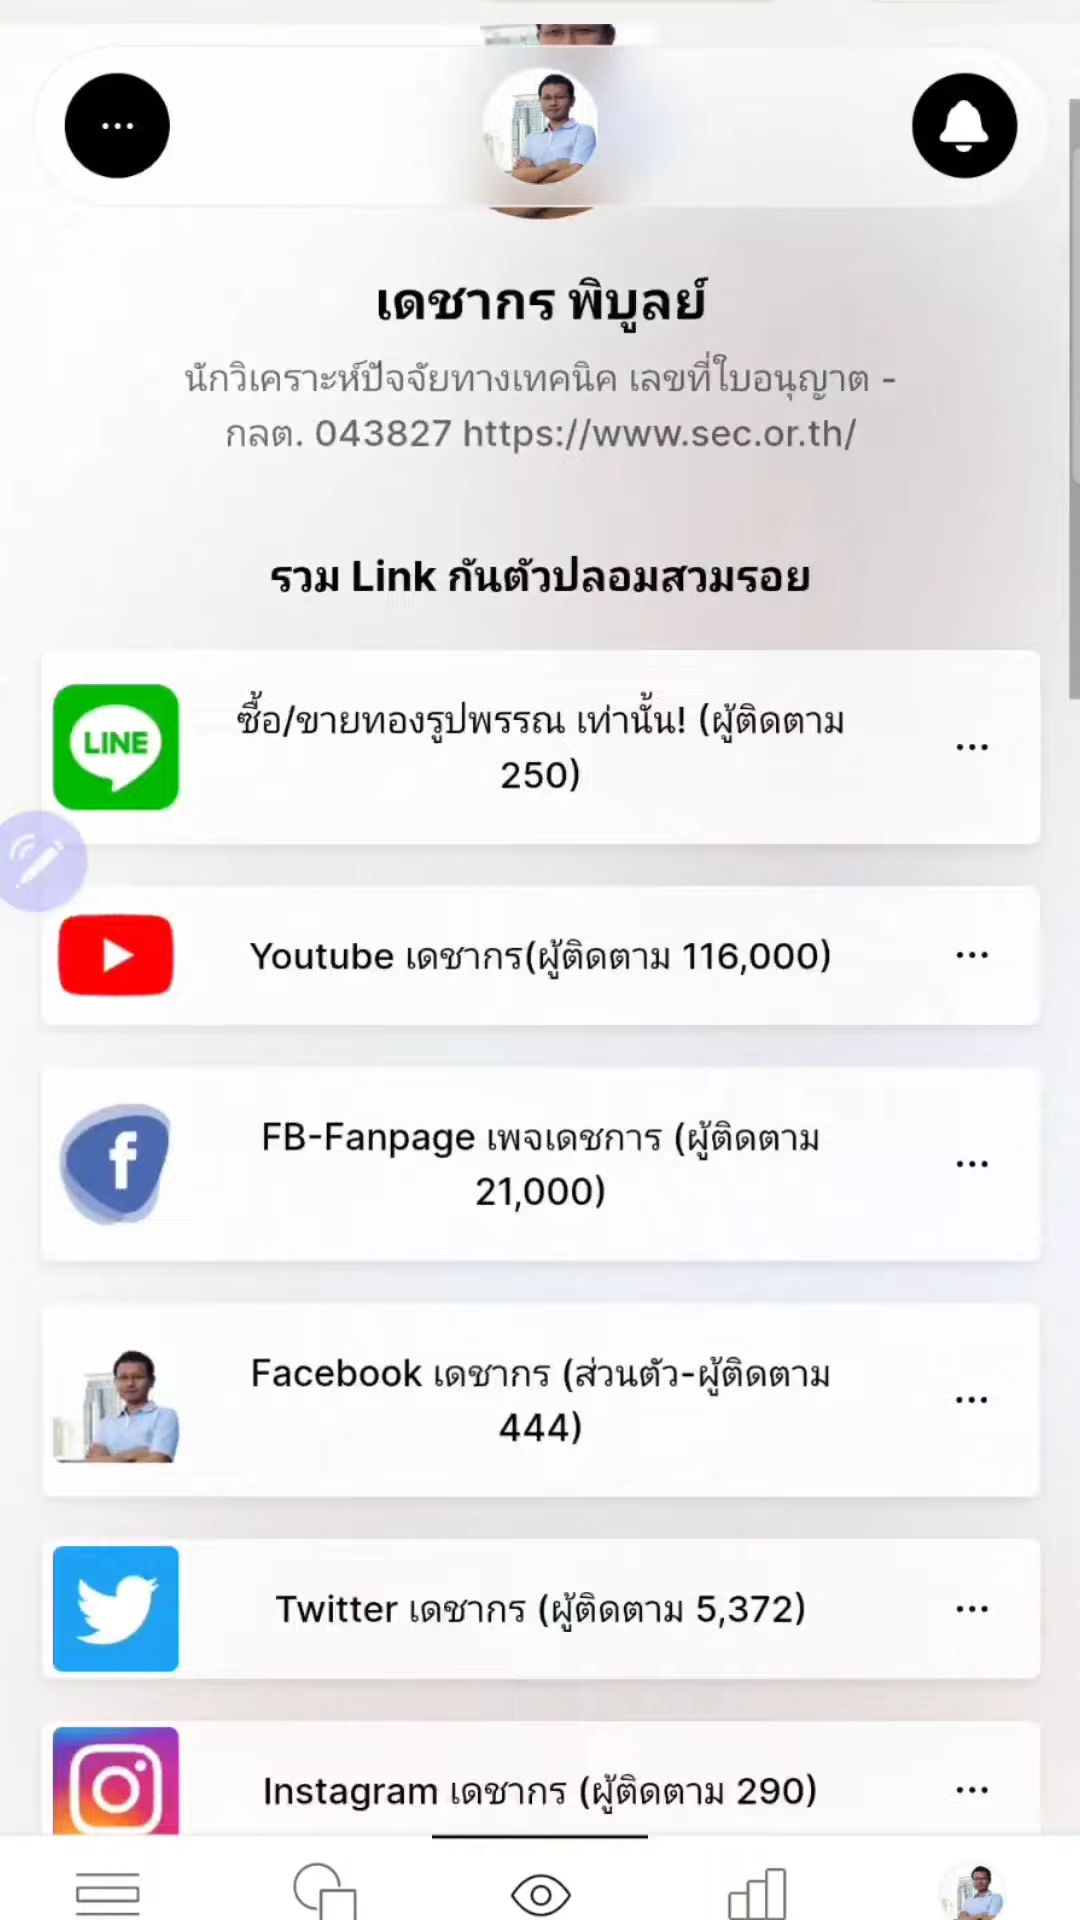 เดชากร พิบูลย์
นักวิเคราะห์ปัจจัยทางเทคนิค เลขที่ใบอนุญาต -
กลต. 043827 https://www.sec.or.th/
รวม Link กันตัวปลอมสวมรอย
LINE
ซื้อ/ขายทองรูปพรรณ เท่านั้น! (ผู้ติดตาม
250)
Youtube เดชากร(ผู้ติดตาม 116,000)
FB-Fanpage เพจเดชการ (ผู้ติดตาม
21,000)
Facebook เดชากร (ส่วนตัว-ผู้ติดตาม
444)
Twitter เดชากร (ผู้ติดตาม 5,372)
Instagram เดชากร (ผู้ติดตาม 290)